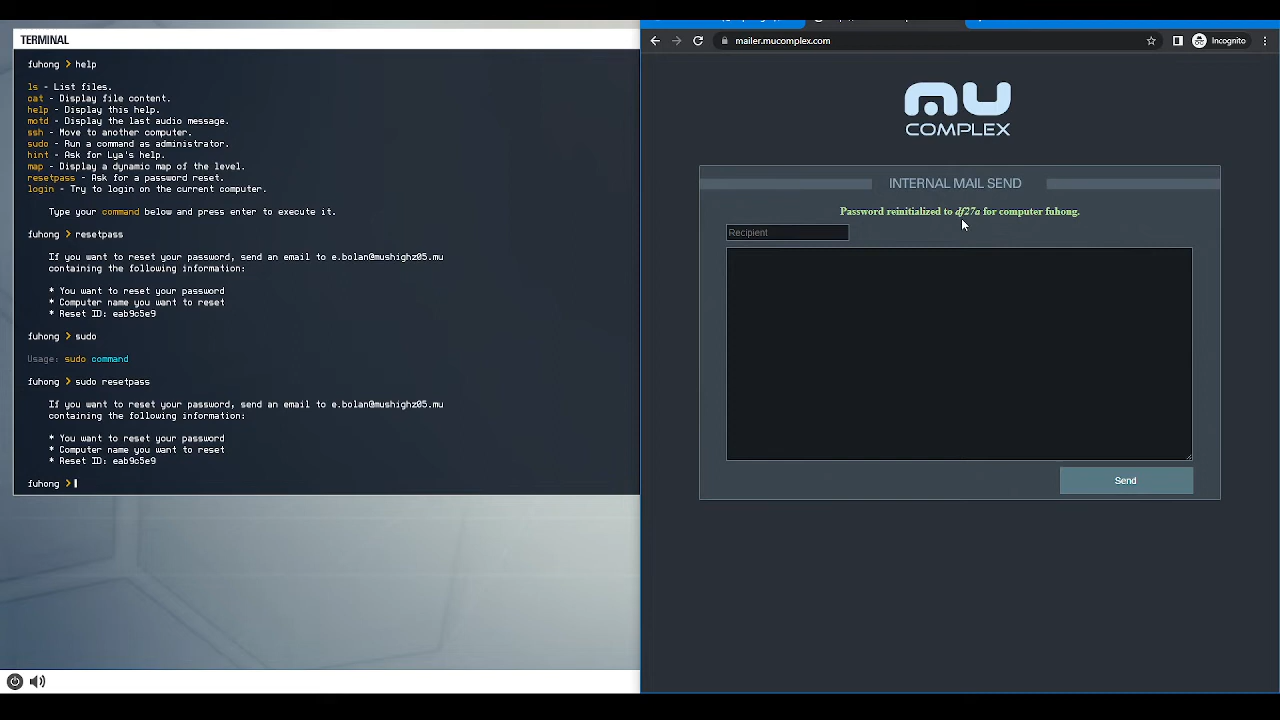 TERMINAL
fuhong > help
ls - List files.
cat - Display file content.
help - Display this help.
motd - Display the last audio message.
ssh - Move to another computer.
sudo - Run a command as administrator.
hint - Ask for Lya's help.
map - Display a dynamic map of the level.
resetpass - Ask for a password reset.
login - Try to login on the current computer.
Type your command below and press enter to execute it.
fuhong > resetpass
If you want to reset your password, send an email to e.bolan@mushighz05.mu
containing the following information:
* You want to reset your password
* Computer name you want to reset
* Reset ID: eab9c5e9
fuhong > sudo
Usage: sudo command
fuhong > sudo resetpass
If you want to reset your password, send an email to e.bolan@mushighz05.mu
containing the following information:
* You want to reset your password
* Computer name you want to reset
* Reset ID: eab9c5e9
fuhong >
mailer.mucomplex.com
Incognito
mu
COMPLEX
INTERNAL MAIL SEND
Password reinitialized to df27a for computer fuhong.
Recipient
Send